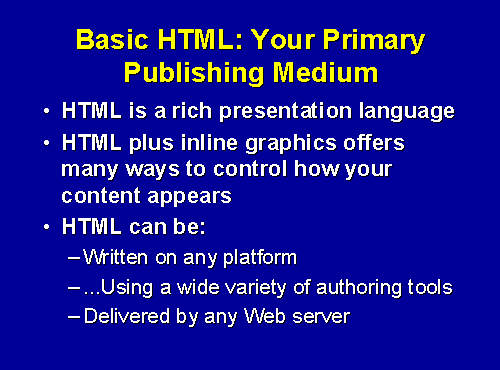 Basic HTML: Your Primary
Publishing Medium
• HTML is a rich presentation language
• HTML plus inline graphics offers
many ways to control how your
content appears
• HTML can be:
–Written on any platform
–...Using a wide variety of authoring tools
–Delivered by any Web server